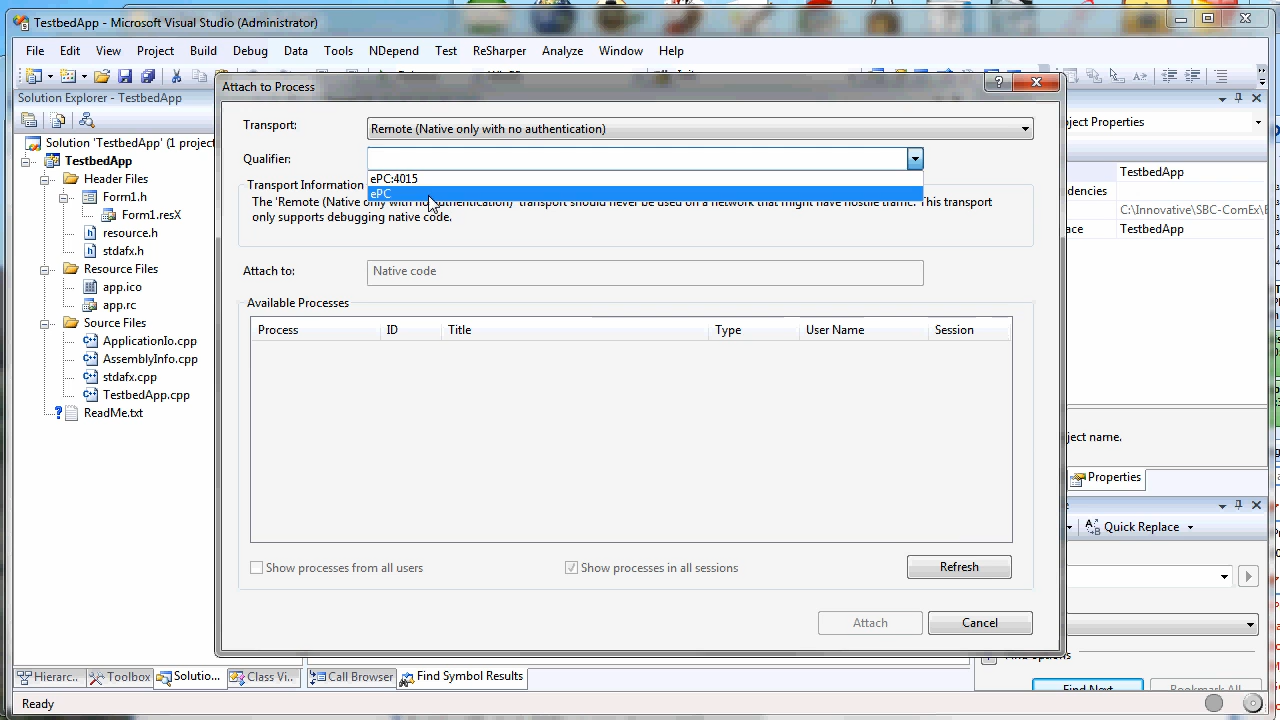 TestbedApp - Microsoft Visual Studio (Administrator)
File Edit View Project Build Debug Data Tools NDepend Test ReSharper Analyze Window Help
Solution Explorer - TestbedApp
Solution 'TestbedApp' (1 project
TestbedApp
Header Files
Form1.h
Form1.resX
resource.h
stdafx.h
Resource Files
app.ico
app.rc
Source Files
ApplicationIo.cpp
AssemblyInfo.cpp
stdafx.cpp
TestbedApp.cpp
ReadMe.txt
Attach to Process
Transport: Remote (Native only with no authentication)
Qualifier:
ePC:4015
ePC
Transport Information
The 'Remote (Native only with no authentication)' transport should never be used on a network that might have hostile traffic. This transport
only supports debugging native code.
Attach to: Native code
Available Processes
Process ID Title Type User Name Session
Show processes from all users Show processes in all sessions Refresh
Attach Cancel
ject Properties
TestbedApp
dencies
C:\Innovative\SBC-ComEx\E
ace TestbedApp
ject name.
Properties
Quick Replace
Find Next Bookmark All
Hierarc... Toolbox Solutio... Class Vi... Call Browser Find Symbol Results
Ready